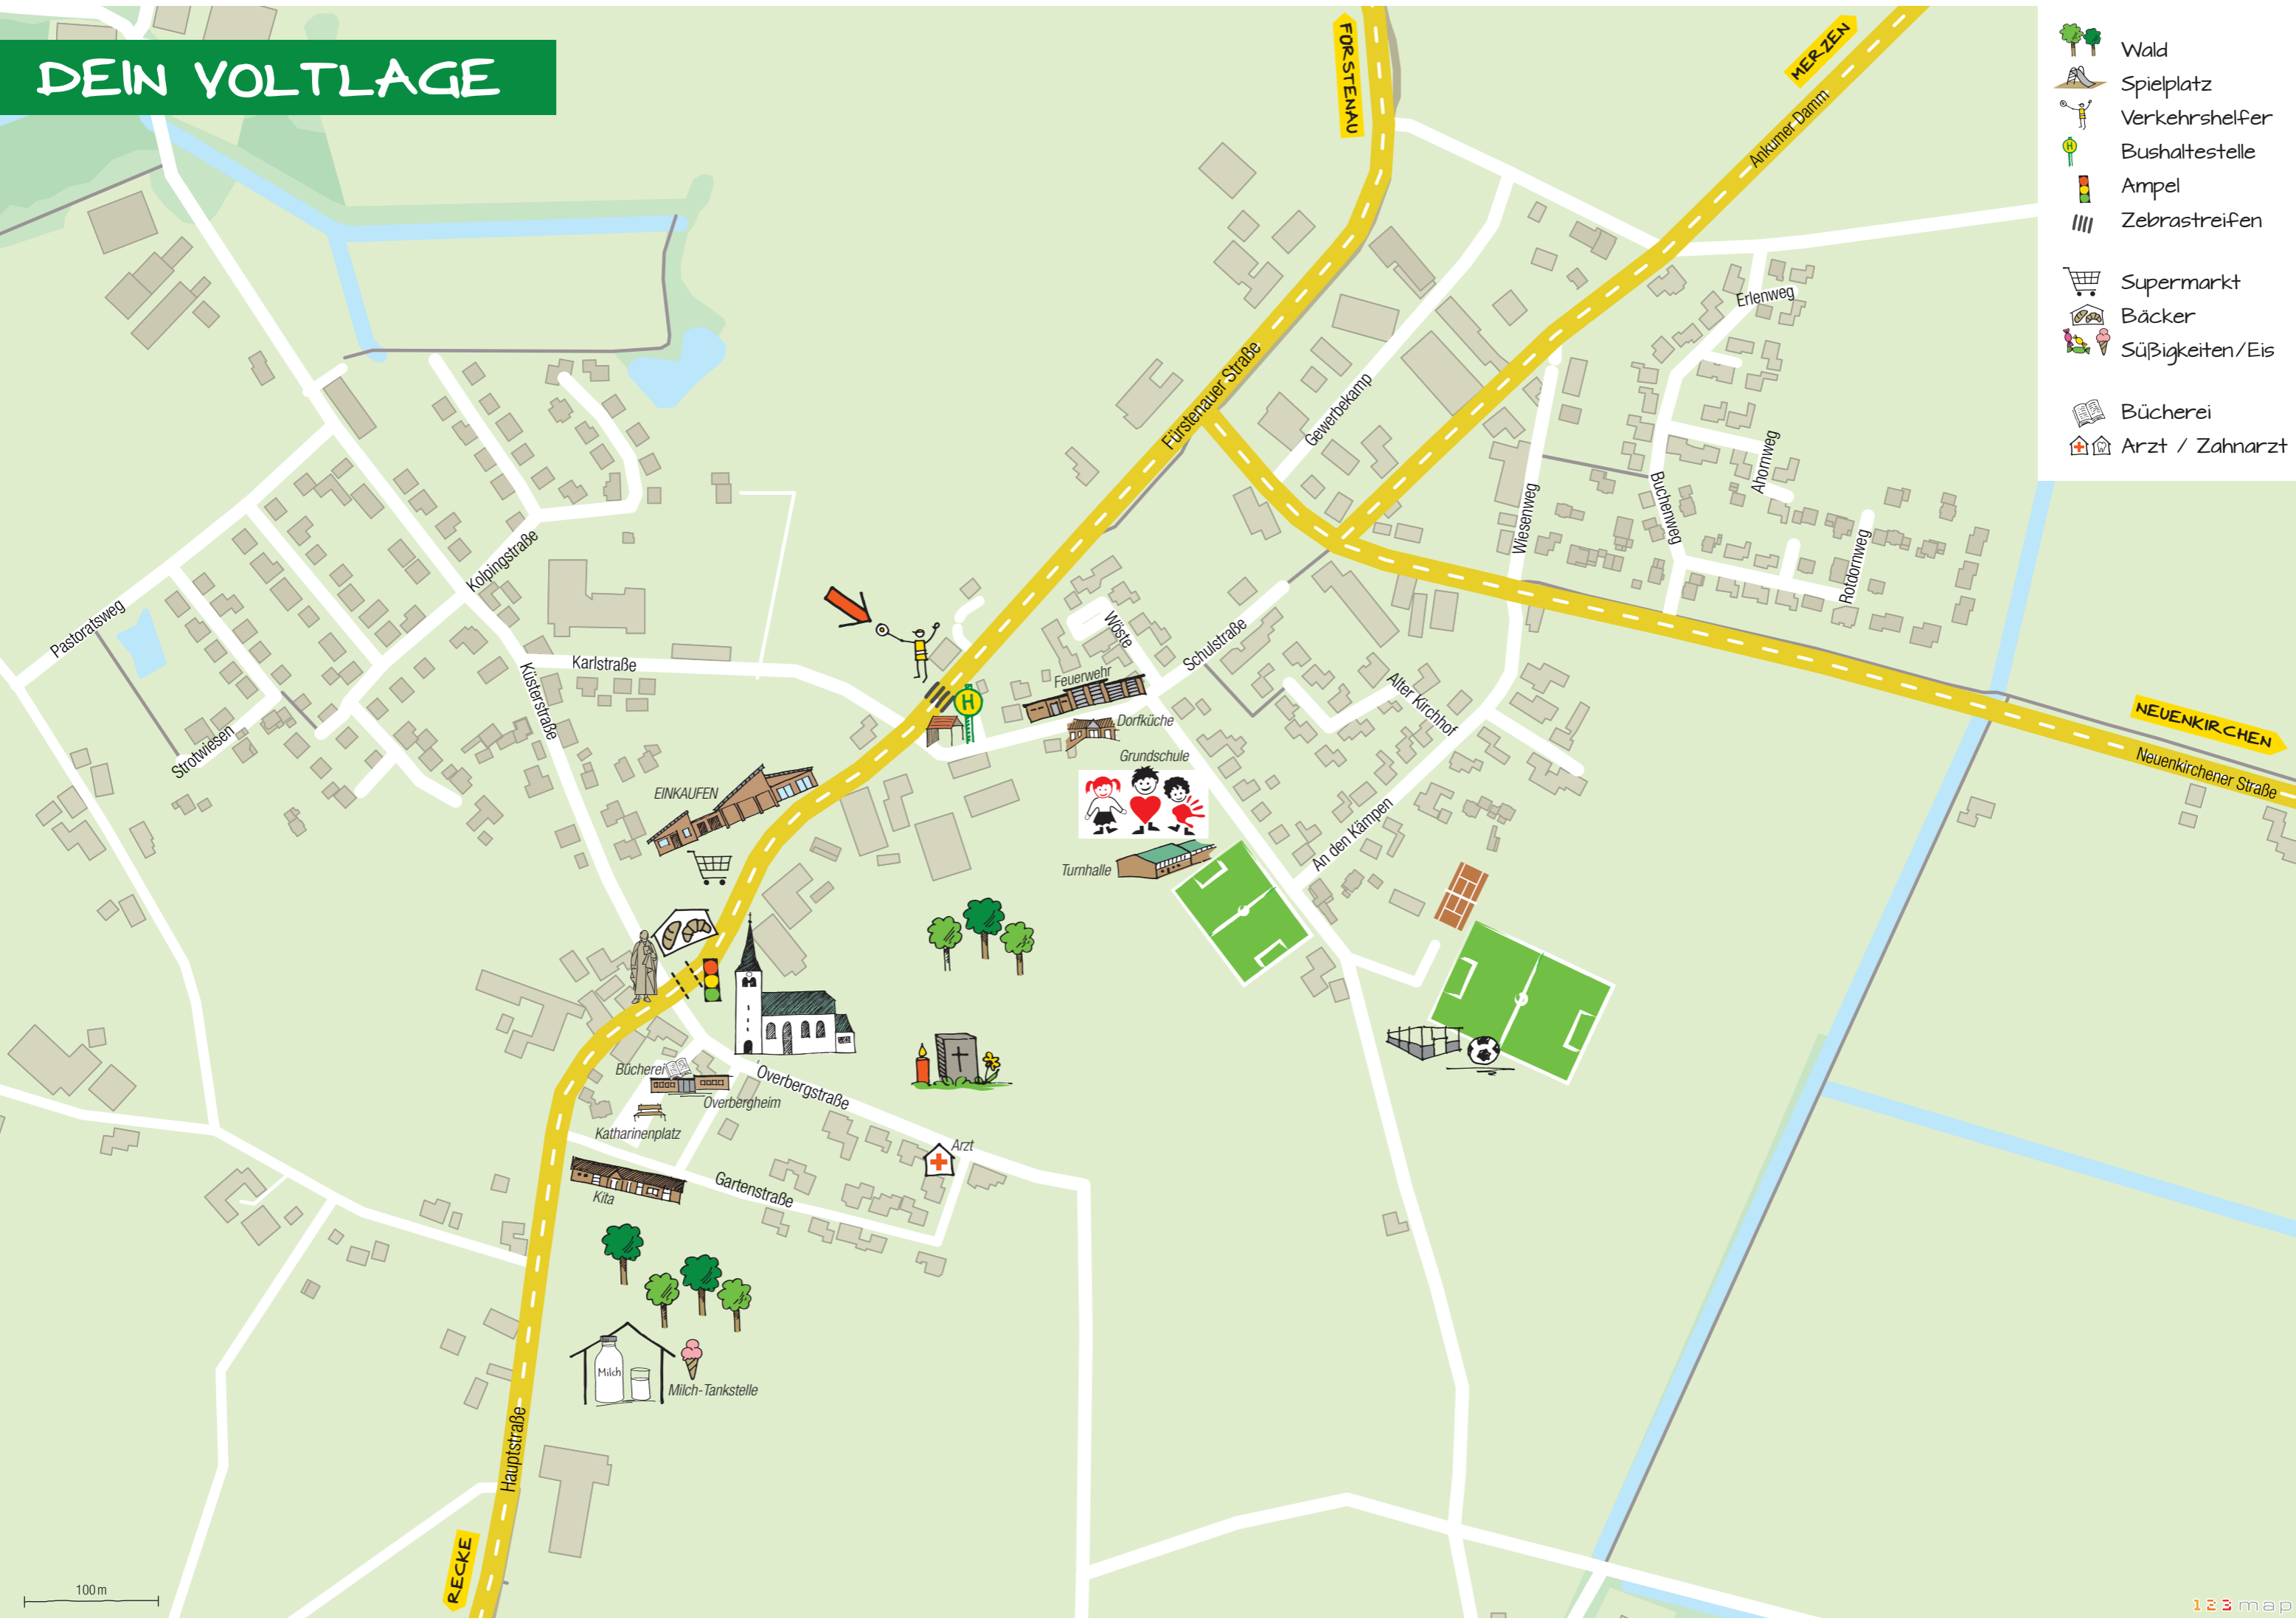 DEIN VOLTLAGE
FÜRSTENAU
MERZEN
Ankumer Damm
Wald
Spielplatz
Verkehrshelfer
H
Bushaltestelle
Ampel
Zebrastreifen
Supermarkt
Bäcker
Süßigkeiten/Eis
Bücherei
Arzt / Zahnarzt
Erlenweg
Fürstenauer Straße
Gewerbekamp
Ahornweg
Buchenweg
Wiesenweg
Rotdornweg
Kolpingstraße
Pastoratsweg
Karlstraße
Küsterstraße
Strotwiesen
Wöste
Schulstraße
Feuerwehr
H
Dorfküche
Alter Kirchhof
Grundschule
NEUENKIRCHEN
Neuenkirchener Straße
EINKAUFEN
An den Kämpen
Turnhalle
Bücherei
Overbergstraße
Overbergheim
Katharinenplatz
Arzt
Gartenstraße
Kita
Milch
Milch-Tankstelle
Hauptstraße
RECKE
100 m
123map